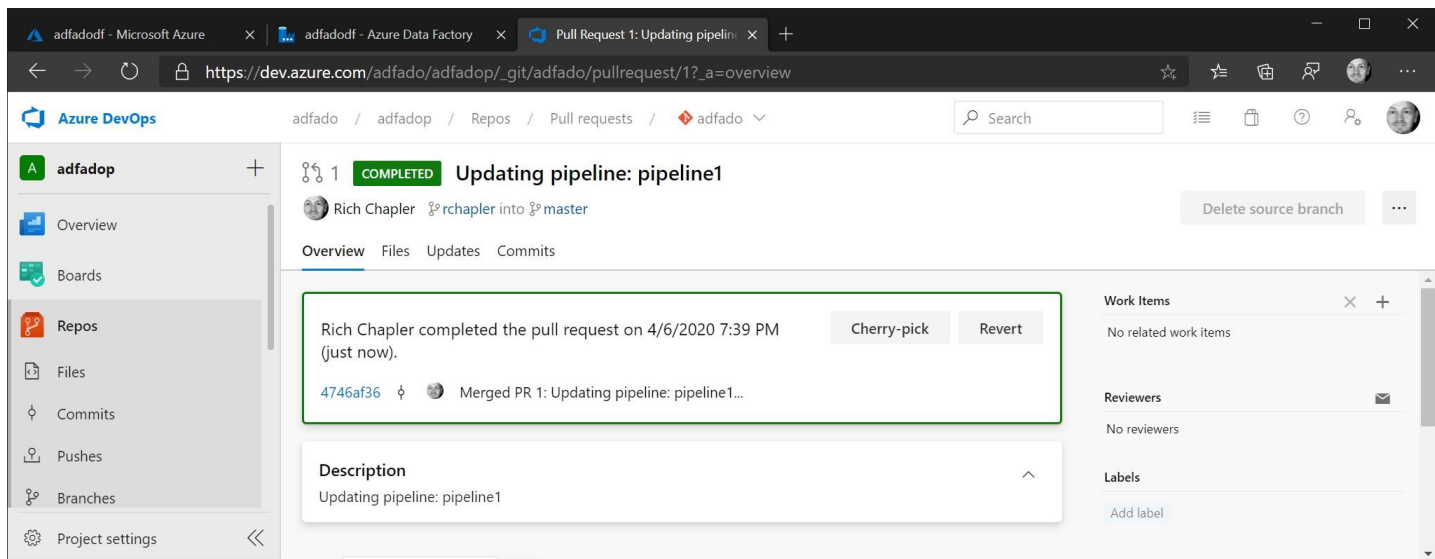 adfadodf - Microsoft Azure
adfadodf - Azure Data Factory
Pull Request 1: Updating pipelin
https://dev.azure.com/adfado/adfadop/_git/adfado/pullrequest/1?_a=overview
Azure DevOps
adfado / adfadop / Repos / Pull requests / adfado
Search
A adfadop
1 COMPLETED Updating pipeline: pipeline1
Rich Chapler rchapler into master
Delete source branch
Overview
Boards
Repos
Files
Commits
Pushes
Branches
Project settings
Overview Files Updates Commits
Rich Chapler completed the pull request on 4/6/2020 7:39 PM
(just now).
Cherry-pick Revert
4746af36 Merged PR 1: Updating pipeline: pipeline1...
Description
Updating pipeline: pipeline1
Work Items
No related work items
Reviewers
No reviewers
Labels
Add label